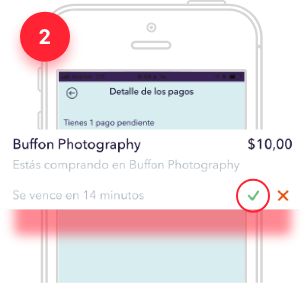 2
Detalle de los pagos
Tienes 1 pago pendiente
Buffon Photography $10,00
Estás comprando en Buffon Photography
Se vence en 14 minutos